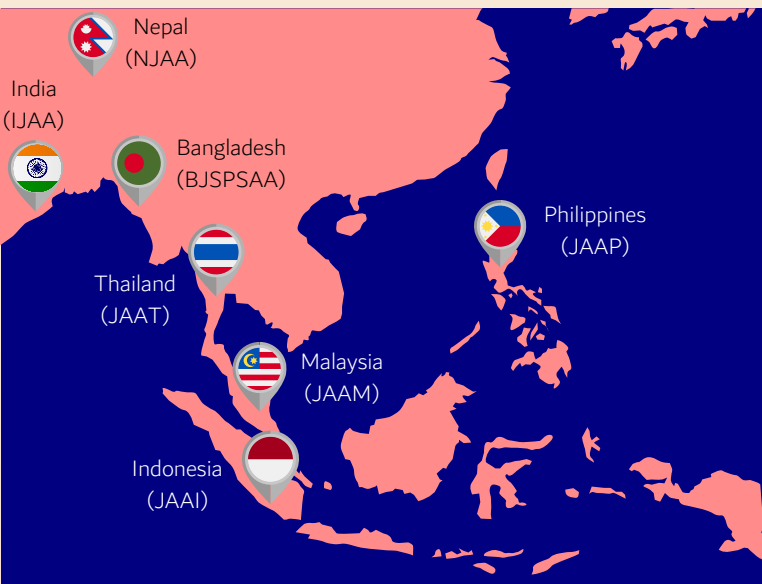 Nepal
(NJAA)
India
(IJAA)
Bangladesh
(BJSPSAA)
Philippines
(JAAP)
Thailand
(JAAT)
Malaysia
(JAAM)
Indonesia
(JAAI)